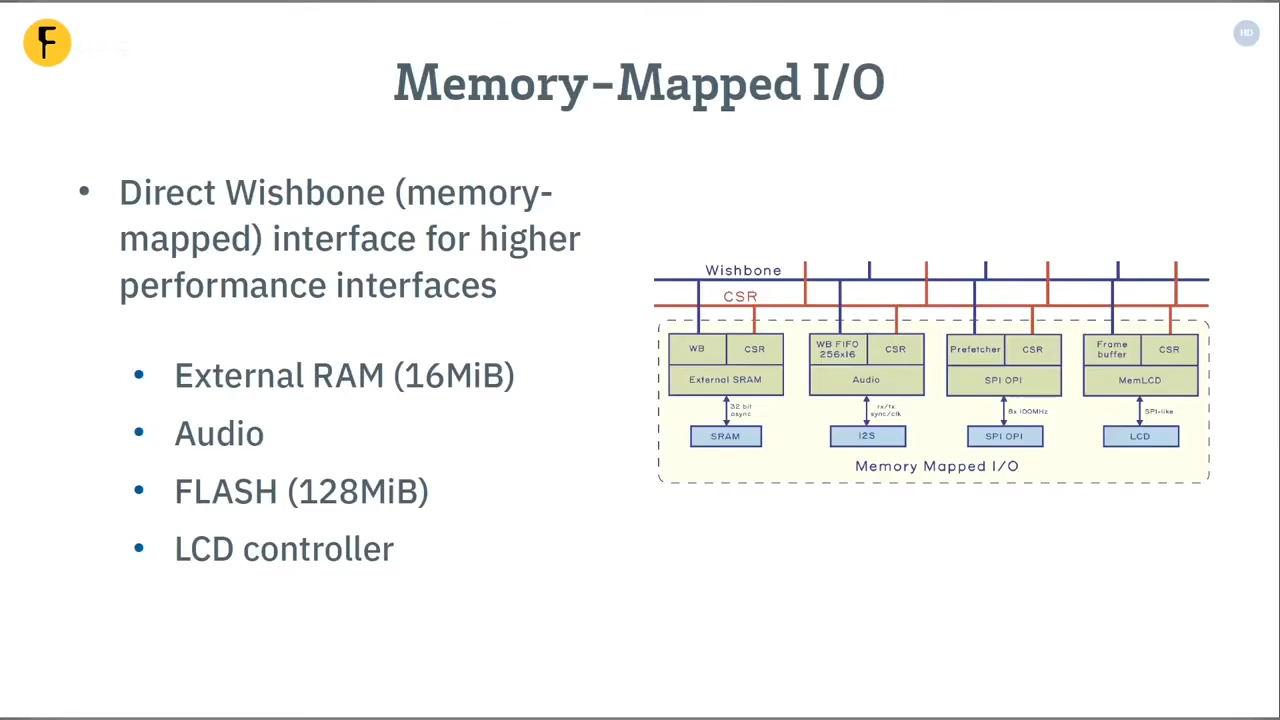 F
HD
Memory-Mapped I/O
• Direct Wishbone (memory-
mapped) interface for higher
performance interfaces
• External RAM (16MiB)
• Audio
• FLASH (128MiB)
• LCD controller
Wishbone
CSR
WB CSR
External SRAM
32 bit
async
SRAM
WB FIFO
256x16 CSR
Audio
rx/tx
sync/clk
I2S
Prefetcher CSR
SPI OPI
8x 100MHz
SPI OPI
Frame
buffer CSR
MemLCD
SPI-like
LCD
Memory Mapped I/O